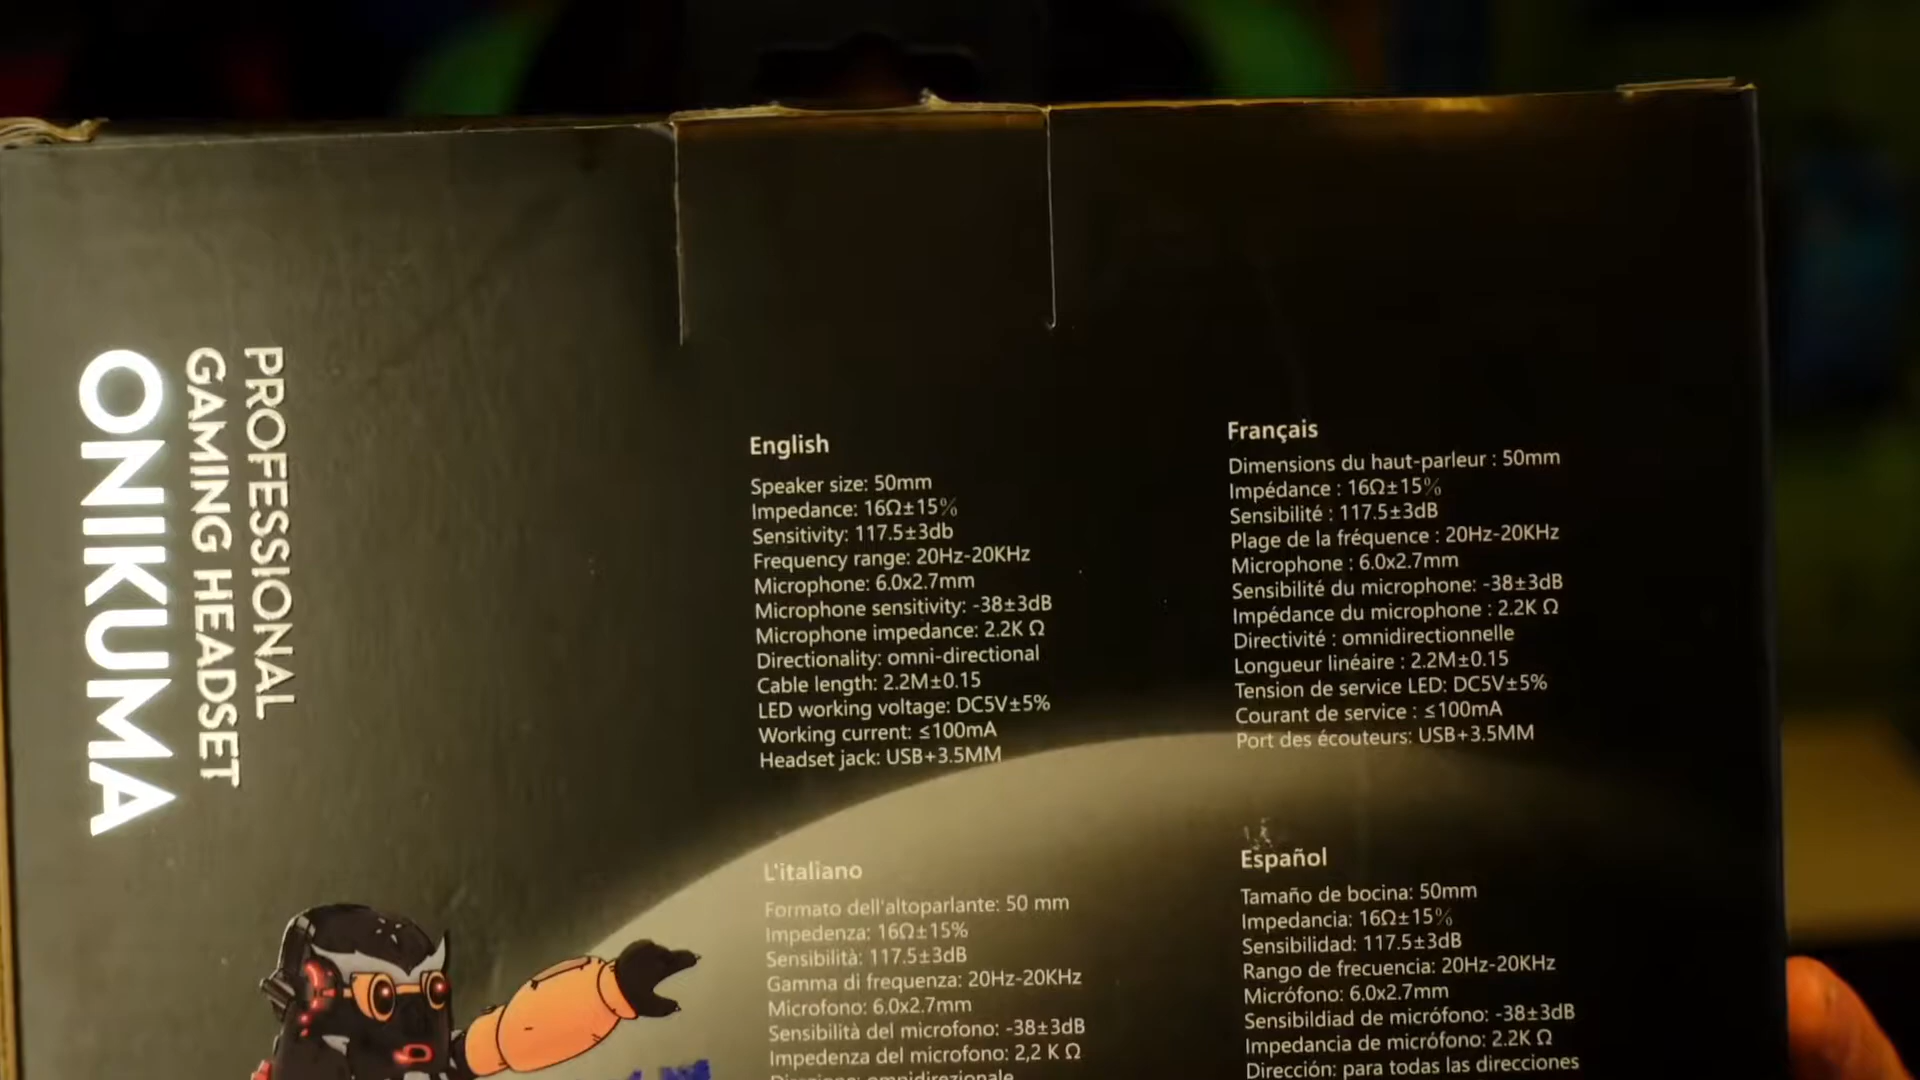 PROFESSIONAL
GAMING HEADSET
ONIKUMA
English
Speaker size: 50mm
Impedance: 16Ω±15%
Sensitivity: 117.5±3db
Frequency range: 20Hz-20KHz
Microphone: 6.0x2.7mm
Microphone sensitivity: -38±3dB
Microphone impedance: 2.2K Ω
Directionality: omni-directional
Cable length: 2.2M±0.15
LED working voltage: DC5V±5%
Working current: ≤100mA
Headset jack: USB+3.5MM
Français
Dimensions du haut-parleur : 50mm
Impédance : 16Ω±15%
Sensibilité : 117.5±3dB
Plage de la fréquence : 20Hz-20KHz
Microphone : 6.0x2.7mm
Sensibilité du microphone: -38±3dB
Impédance du microphone : 2.2K Ω
Directivité : omnidirectionnelle
Longueur linéaire : 2.2M±0.15
Tension de service LED: DC5V±5%
Courant de service : ≤100mA
Port des écouteurs: USB+3.5MM
L'italiano
Formato dell'altoparlante: 50 mm
Impedenza: 16Ω±15%
Sensibilità: 117.5±3dB
Gamma di frequenza: 20Hz-20KHz
Microfono: 6.0x2.7mm
Sensibilità del microfono: -38±3dB
Impedenza del microfono: 2,2 K Ω
Direzione: omnidirezionale
Español
Tamaño de bocina: 50mm
Impedancia: 16Ω±15%
Sensibilidad: 117.5±3dB
Rango de frecuencia: 20Hz-20KHz
Micrófono: 6.0x2.7mm
Sensibildiad de micrófono: -38±3dB
Impedancia de micrófono: 2.2K Ω
Dirección: para todas las direcciones